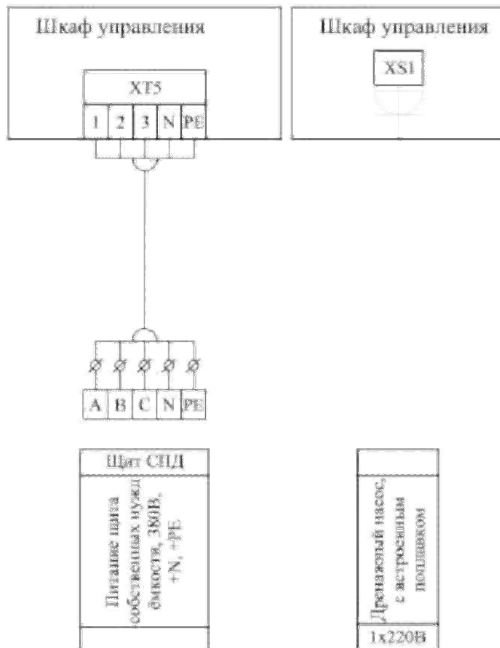 Шкаф управления
XT5
1 2 3 N PE
A B C N PE
Щит СПД
Питание щита
собственных нужд
ёмкости, 380В,
+N, +PE
Шкаф управления
XS1
Дренажный насос,
с встроенным
поплавком
1x220В